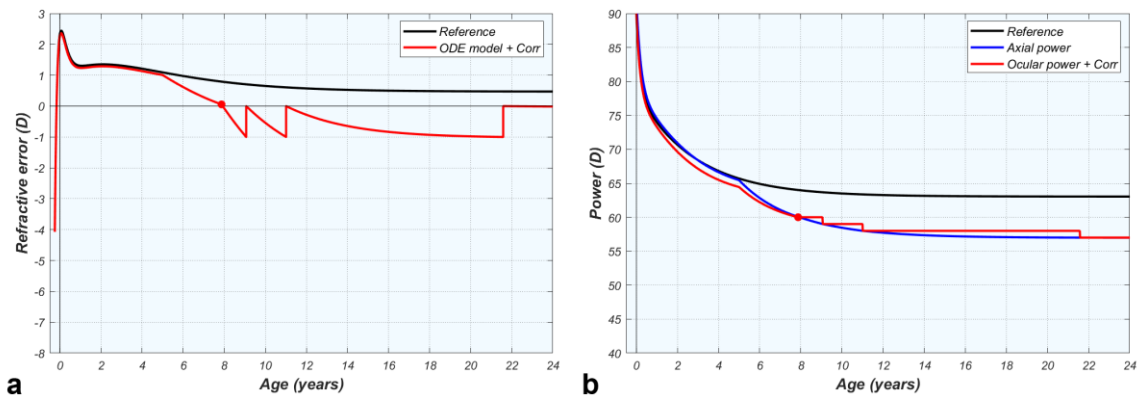 3
2
1
0
-1
-2
-3
-4
-5
-6
-7
-8
Refractive error (D)
Reference
ODE model + Corr
0 2 4 6 8 10 12 14 16 18 20 22 24
Age (years)
a
90
85
80
75
70
65
60
55
50
45
40
Power (D)
Reference
Axial power
Ocular power + Corr
0 2 4 6 8 10 12 14 16 18 20 22 24
Age (years)
b